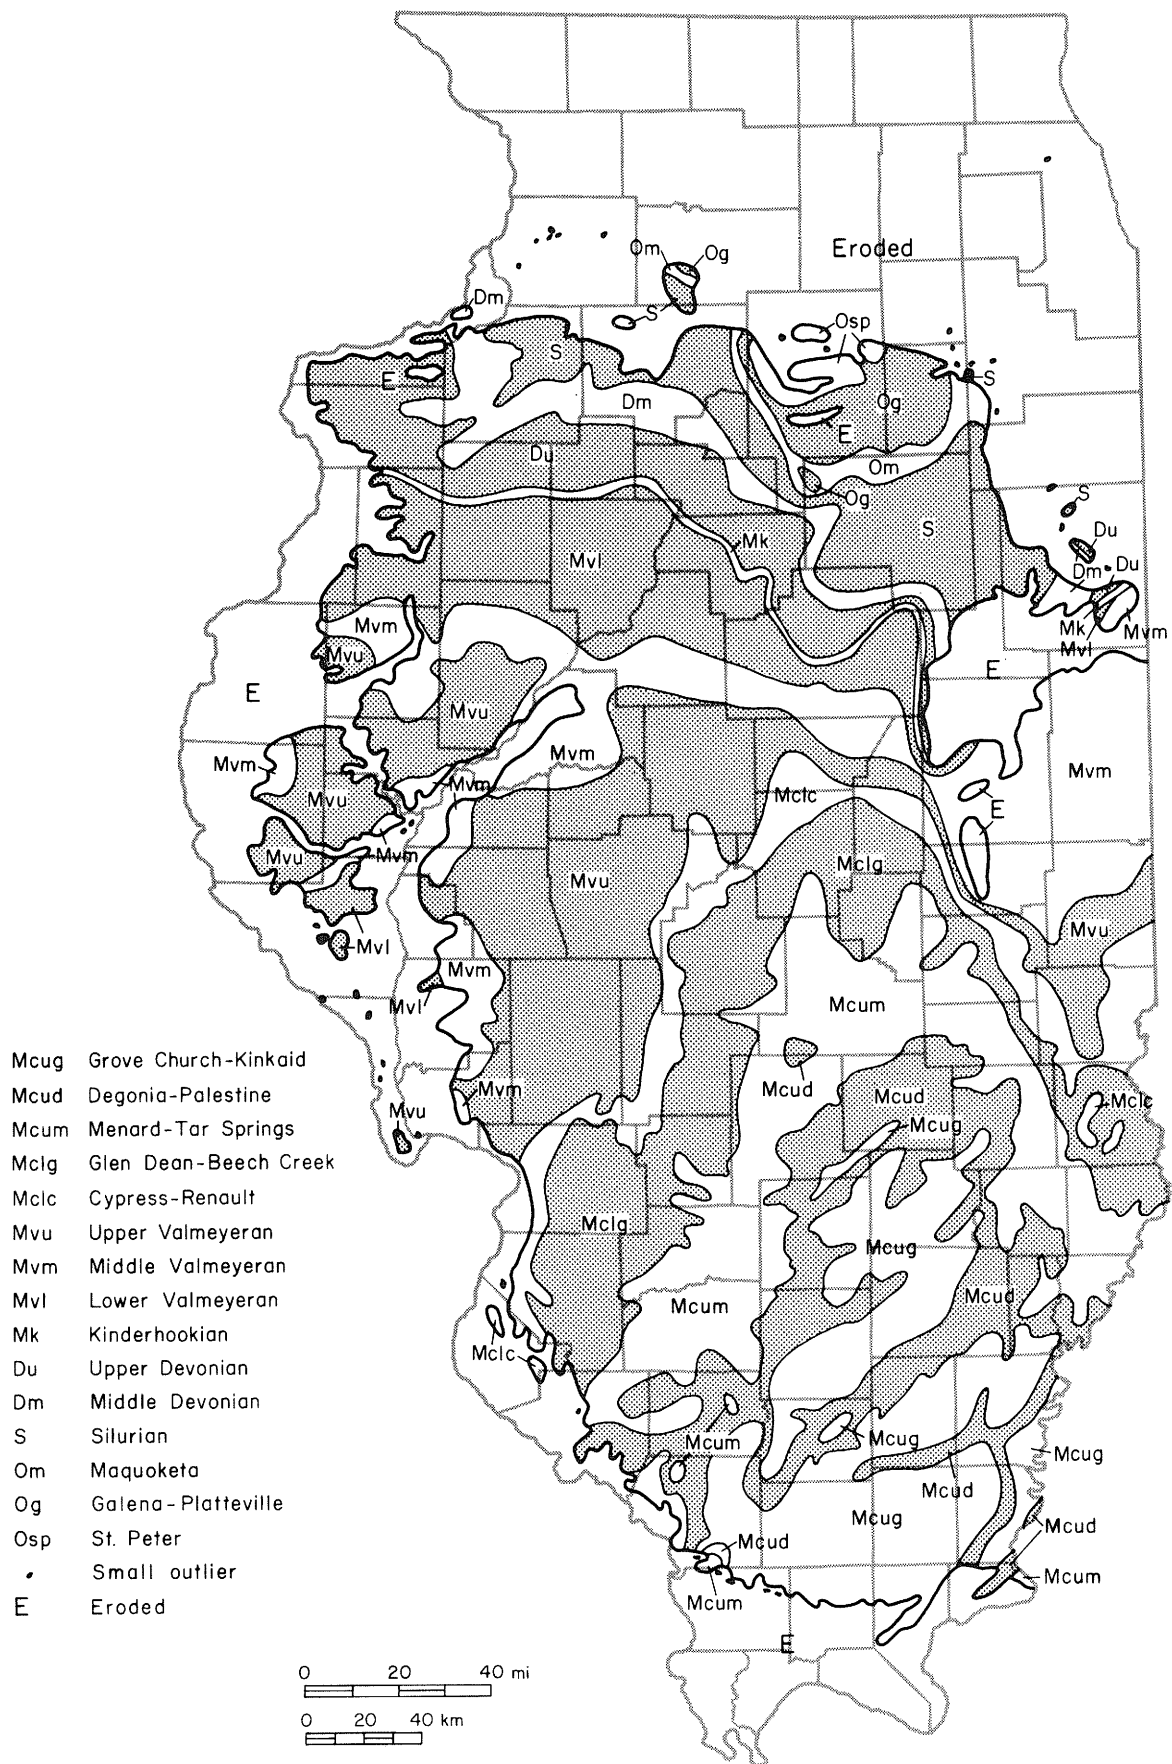 Om
Og
Eroded
Dm
S
Osp
S
E
S
Dm
Og
E
Du
Om
Og
S
S
Du
Mk
Mvl
Dm
Du
Mvm
Mk
Mvm
Mvl
Mvu
E
E
Mvu
Mvm
Mvm
Mvm
Mvm
Mclc
E
Mvu
Mvu
Mvm
Mclg
Mvu
Mvu
Mvl
Mvm
Mvl
Mcum
Mcug Grove Church-Kinkaid
Mcud Degonia-Palestine
Mcum Menard-Tar Springs
Mclg Glen Dean-Beech Creek
Mclc Cypress-Renault
Mvu Upper Valmeyeran
Mvm Middle Valmeyeran
Mvl Lower Valmeyeran
Mk Kinderhookian
Du Upper Devonian
Dm Middle Devonian
S Silurian
Om Maquoketa
Og Galena-Platteville
Osp St. Peter
Small outlier
E Eroded
Mvm
Mcud
Mcud
Mclc
Mvu
Mcug
Mclg
Mcug
Mcud
Mcum
Mclc
Mcum
Mcug
Mcug
Mcud
Mcug
Mcud
Mcud
Mcum
Mcum
E
0 20 40 mi
0 20 40 km